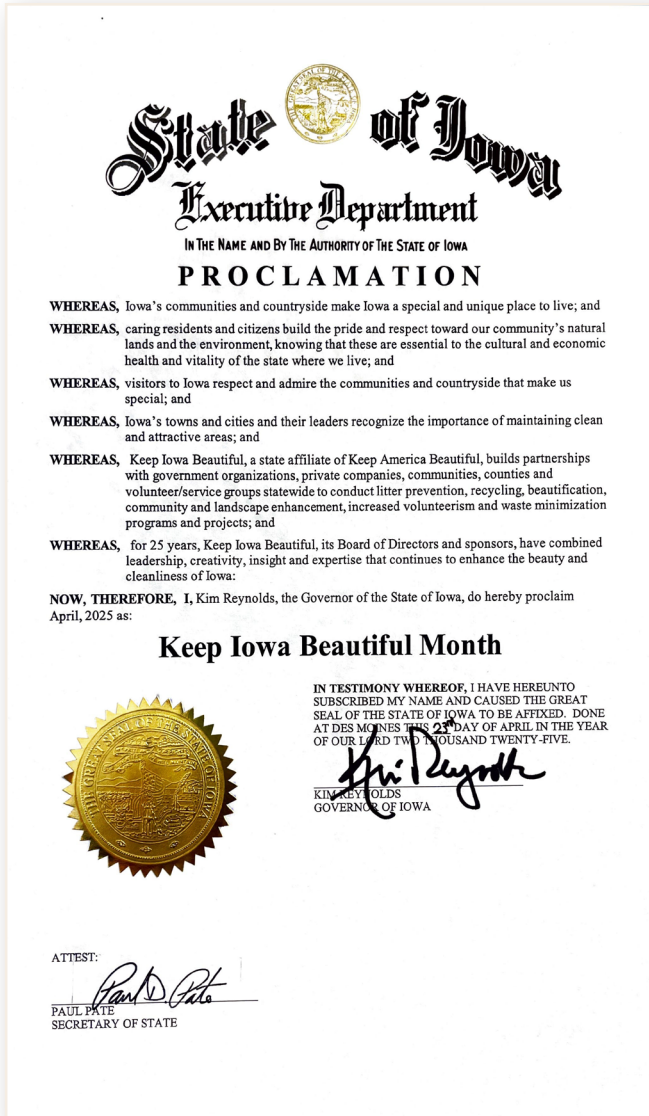 THE GREAT SEAL OF THE STATE OF IOWA
State of Iowa
Executive Department
IN THE NAME AND BY THE AUTHORITY OF THE STATE OF IOWA
PROCLAMATION
WHEREAS, Iowa's communities and countryside make Iowa a special and unique place to live; and
WHEREAS, caring residents and citizens build the pride and respect toward our community's natural
lands and the environment, knowing that these are essential to the cultural and economic
health and vitality of the state where we live; and
WHEREAS, visitors to Iowa respect and admire the communities and countryside that make us
special; and
WHEREAS, Iowa's towns and cities and their leaders recognize the importance of maintaining clean
and attractive areas; and
WHEREAS, Keep Iowa Beautiful, a state affiliate of Keep America Beautiful, builds partnerships
with government organizations, private companies, communities, counties and
volunteer/service groups statewide to conduct litter prevention, recycling, beautification,
community and landscape enhancement, increased volunteerism and waste minimization
programs and projects; and
WHEREAS, for 25 years, Keep Iowa Beautiful, its Board of Directors and sponsors, have combined
leadership, creativity, insight and expertise that continues to enhance the beauty and
cleanliness of Iowa:
NOW, THEREFORE, I, Kim Reynolds, the Governor of the State of Iowa, do hereby proclaim
April, 2025 as:
Keep Iowa Beautiful Month
IN TESTIMONY WHEREOF, I HAVE HEREUNTO
SUBSCRIBED MY NAME AND CAUSED THE GREAT
SEAL OF THE STATE OF IOWA TO BE AFFIXED. DONE
AT DES MOINES THIS 23rd DAY OF APRIL IN THE YEAR
OF OUR LORD TWO THOUSAND TWENTY-FIVE.
Kim Reynolds
KIM REYNOLDS
GOVERNOR OF IOWA
THE GREAT SEAL OF THE STATE OF IOWA
ATTEST:
Paul D. Pate
PAUL PATE
SECRETARY OF STATE